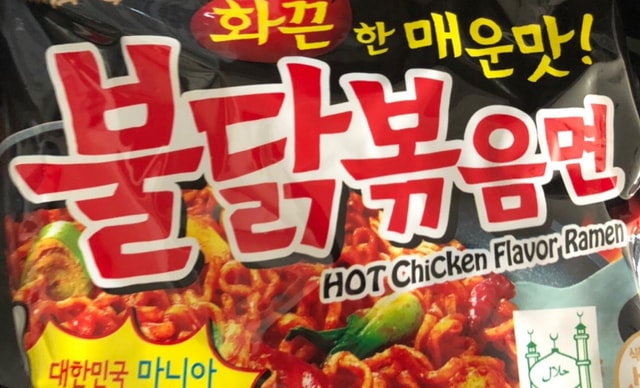 화끈한 매운맛!
불닭볶음면
HOT Chicken Flavor Ramen
대한민국 마니아
حلال